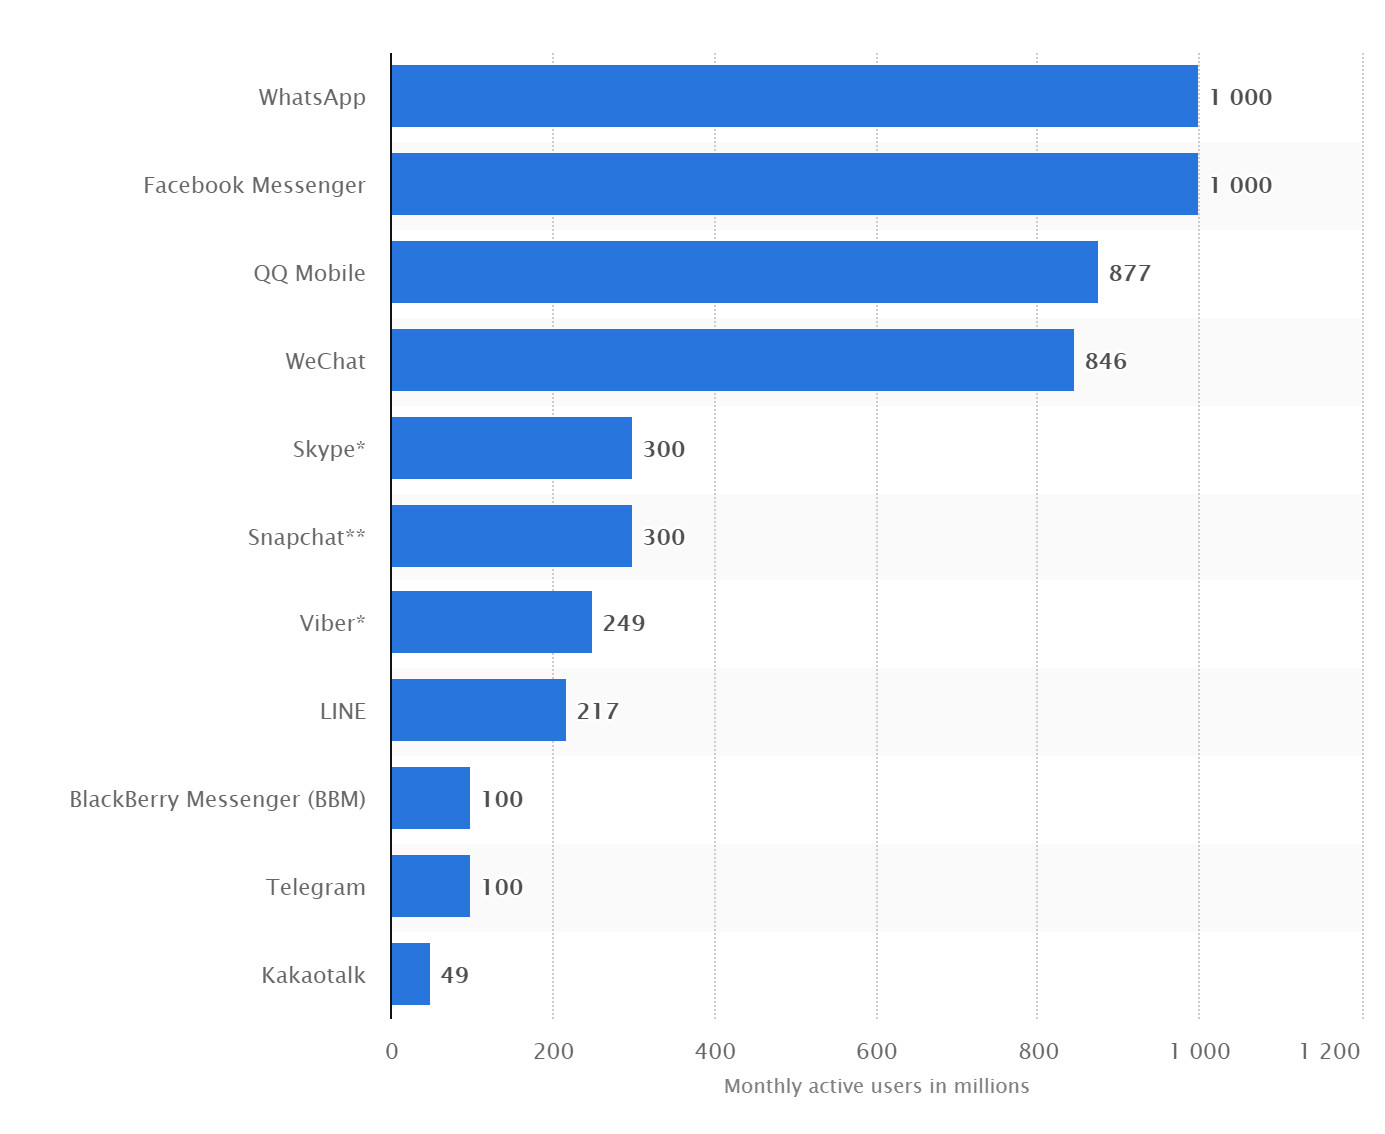 WhatsApp 1 000
Facebook Messenger 1 000
QQ Mobile 877
WeChat 846
Skype* 300
Snapchat** 300
Viber* 249
LINE 217
BlackBerry Messenger (BBM) 100
Telegram 100
Kakaotalk 49
0 200 400 600 800 1 000 1 200
Monthly active users in millions